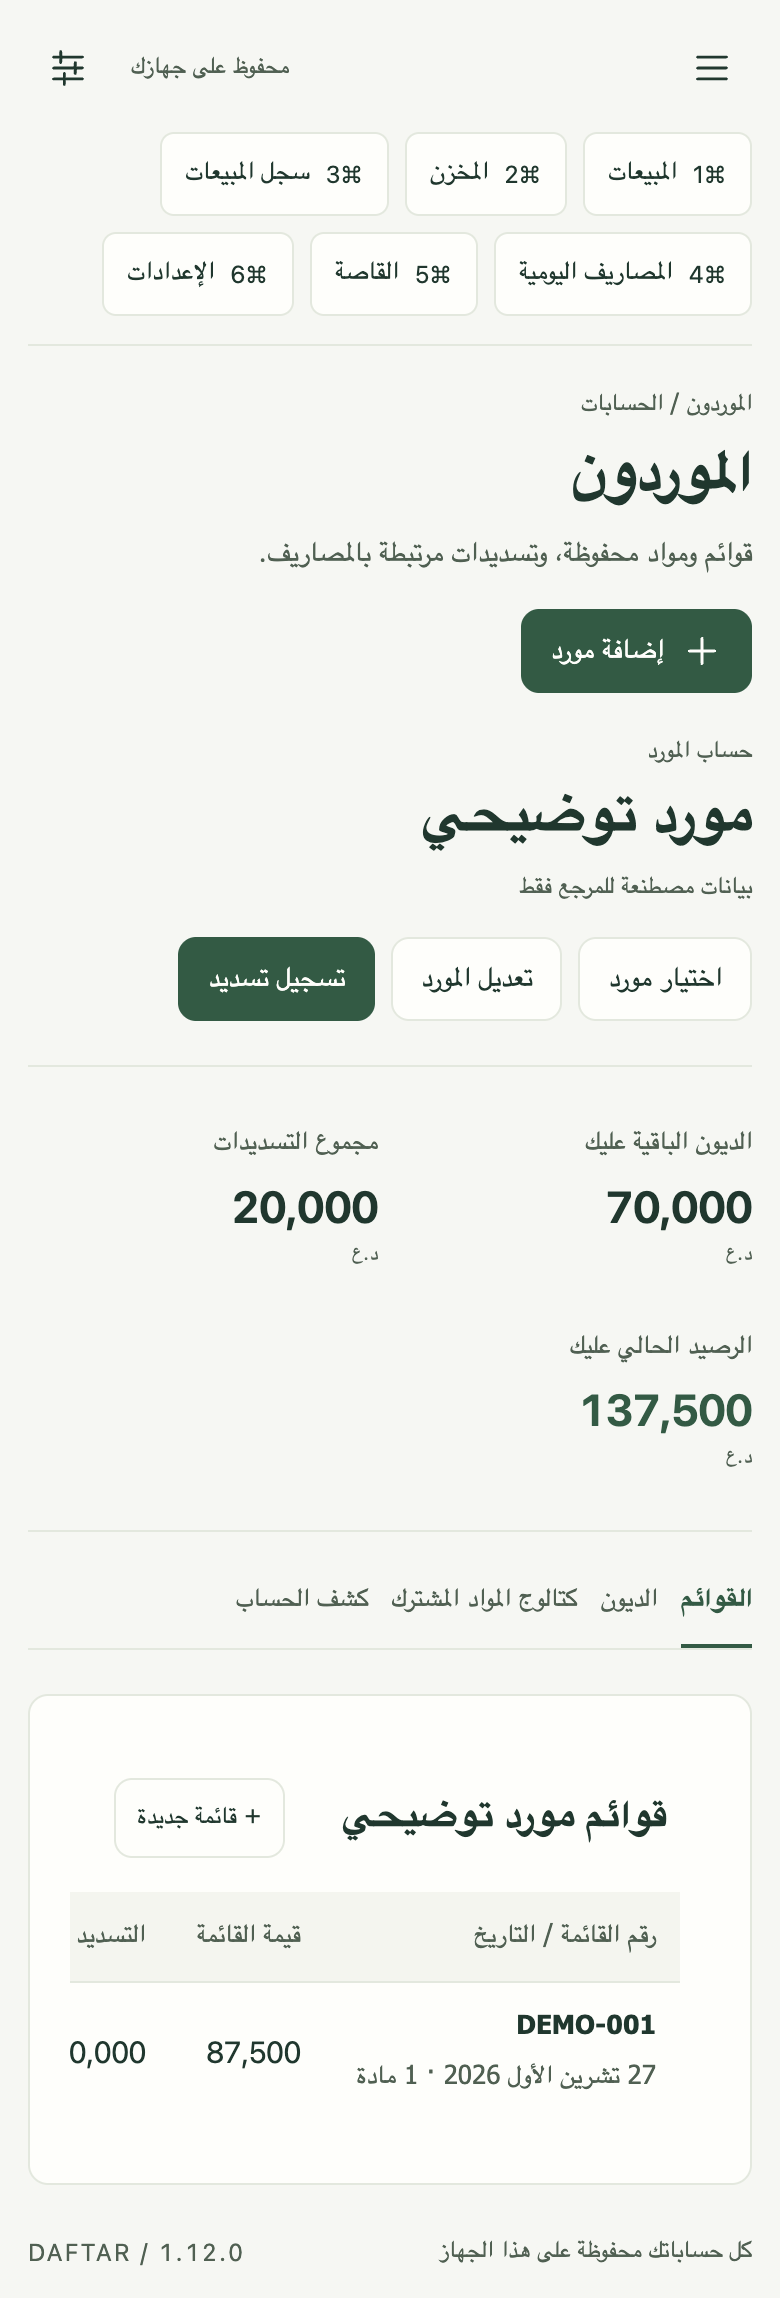 محفوظ على جهازك
⌘1 المبيعات ⌘2 المخزن ⌘3 سجل المبيعات
⌘4 المصاريف اليومية ⌘5 القاصة ⌘6 الإعدادات
الموردون / الحسابات
الموردون
قوائم ومواد محفوظة، وتسديدات مرتبطة بالمصاريف.
إضافة مورد
حساب المورد
مورد توضيحي
بيانات مصطنعة للمرجع فقط
اختيار مورد تعديل المورد تسجيل تسديد
الديون الباقية عليك مجموع التسديدات
70,000 20,000
د.ع د.ع
الرصيد الحالي عليك
137,500
د.ع
القوائم الديون كتالوج المواد المشترك كشف الحساب
قوائم مورد توضيحي + قائمة جديدة
رقم القائمة / التاريخ قيمة القائمة التسديد
DEMO-001
87,500 0,000
27 تشرين الأول 2026 · 1 مادة
كل حساباتك محفوظة على هذا الجهاز DAFTAR / 1.12.0